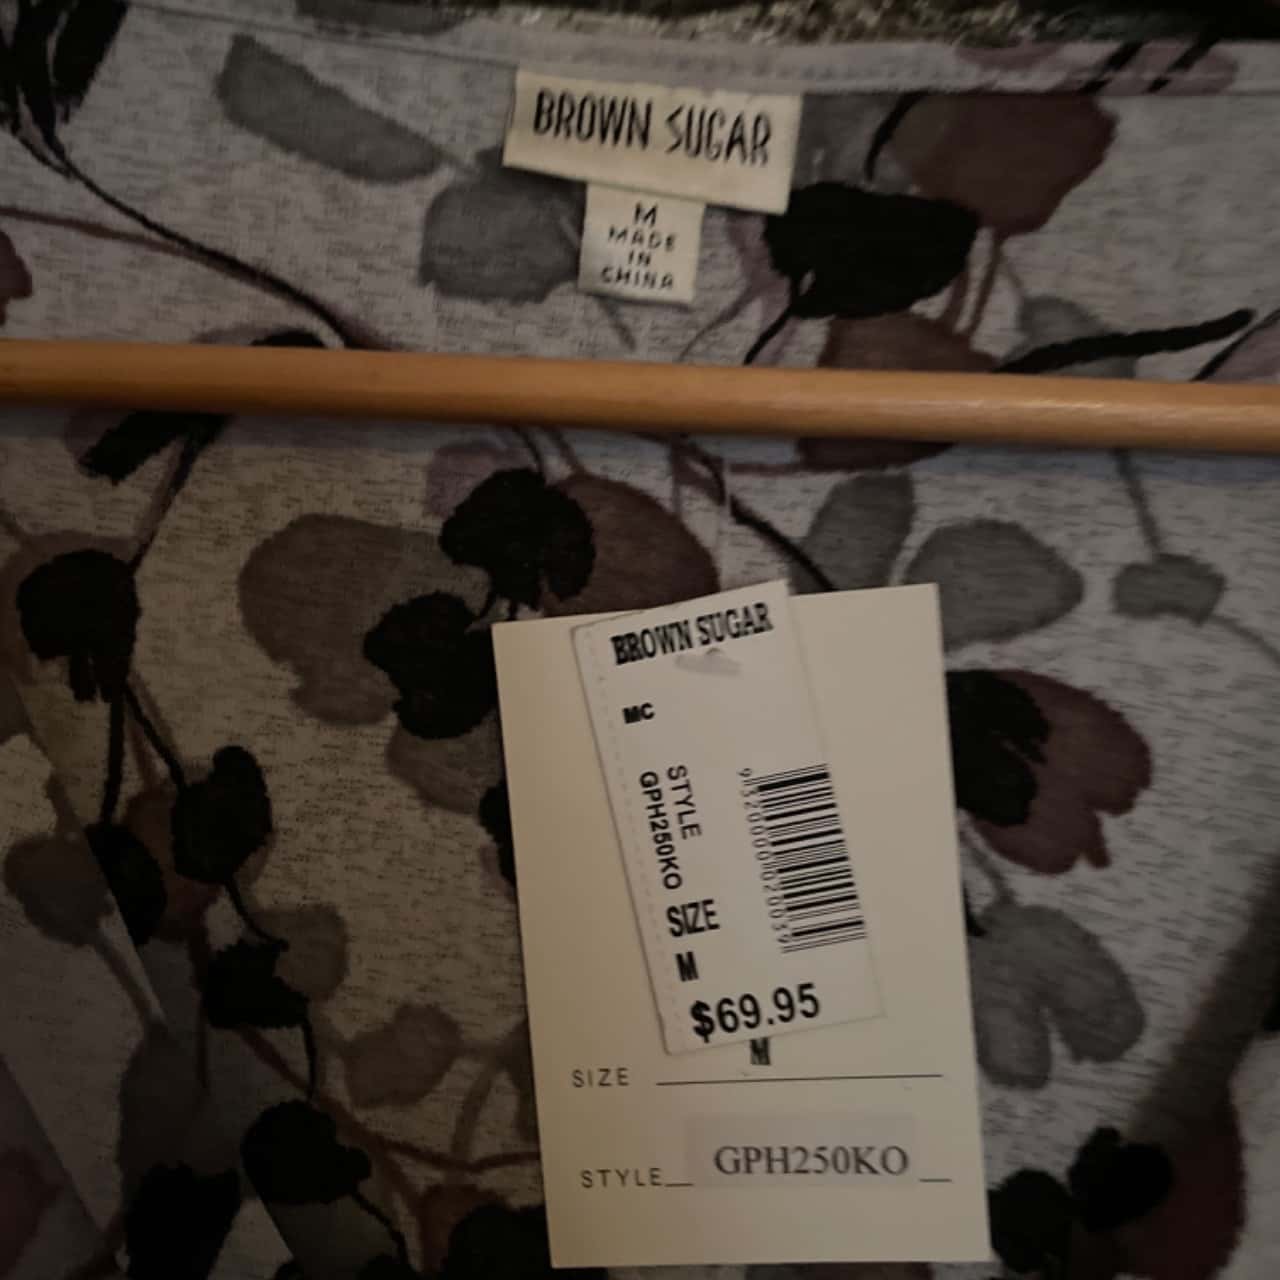 BROWN SUGAR
M
MADE
IN
CHINA
BROWN SUGAR
MC
STYLE
GPH250KO
SIZE
M
$69.95
SIZE M
STYLE GPH250KO